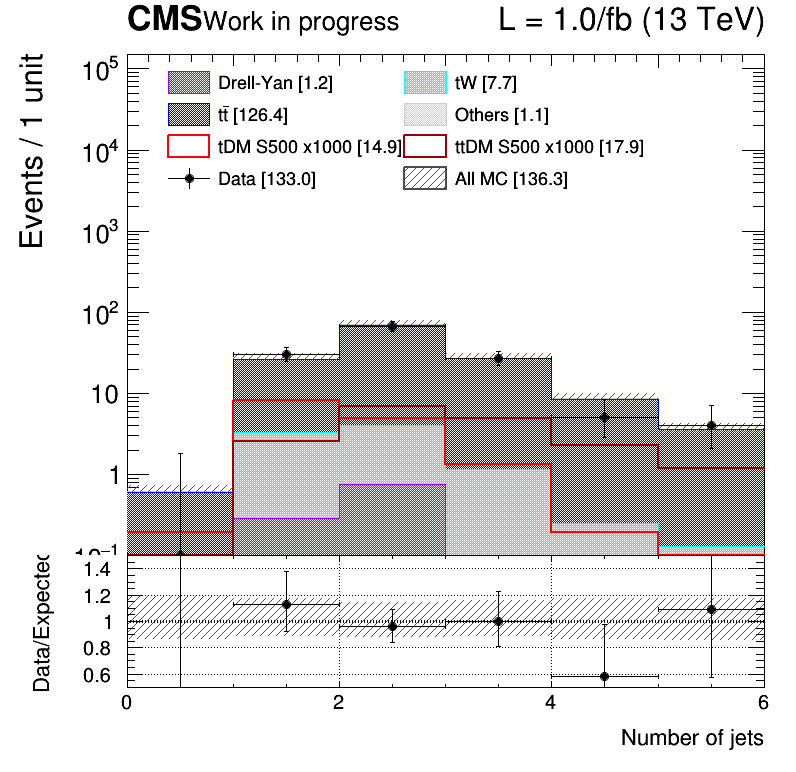 CMS Work in progress L = 1.0/fb (13 TeV)
Events / 1 unit
10⁵
10⁴
10³
10²
10
1
10⁻¹
Drell-Yan [1.2] tW [7.7]
tt̄ [126.4] Others [1.1]
tDM S500 x1000 [14.9] ttDM S500 x1000 [17.9]
Data [133.0] All MC [136.3]
Data/Expected
1.4
1.2
1
0.8
0.6
0 2 4 6
Number of jets